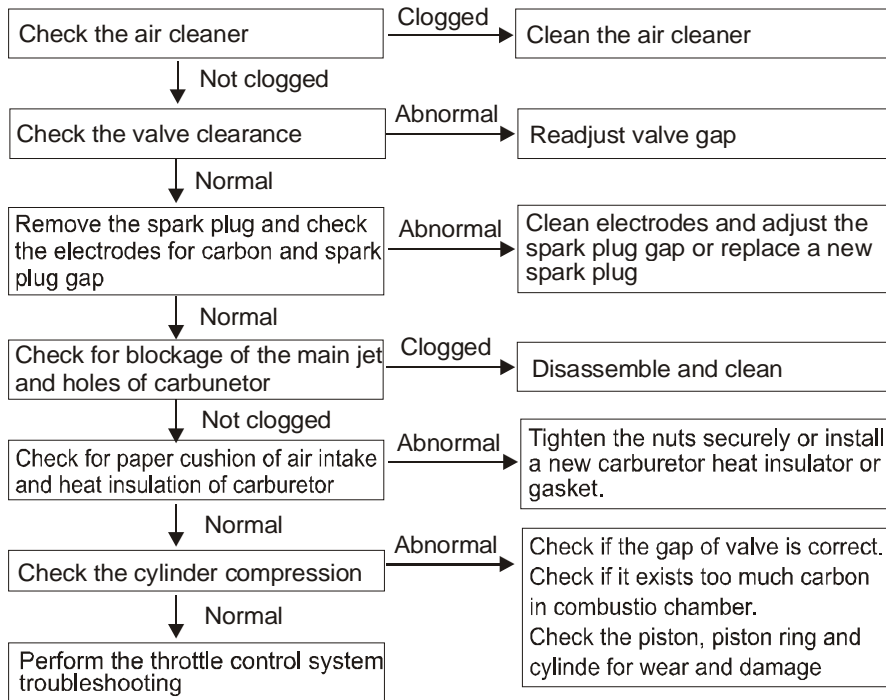 Check the air cleaner
Clogged
Clean the air cleaner
Not clogged
Check the valve clearance
Abnormal
Readjust valve gap
Normal
Remove the spark plug and check
the electrodes for carbon and spark
plug gap
Abnormal
Clean electrodes and adjust the
spark plug gap or replace a new
spark plug
Normal
Check for blockage of the main jet
and holes of carbunetor
Clogged
Disassemble and clean
Not clogged
Check for paper cushion of air intake
and heat insulation of carburetor
Abnormal
Tighten the nuts securely or install
a new carburetor heat insulator or
gasket.
Normal
Check the cylinder compression
Abnormal
Check if the gap of valve is correct.
Check if it exists too much carbon
in combustio chamber.
Check the piston, piston ring and
cylinde for wear and damage
Normal
Perform the throttle control system
troubleshooting